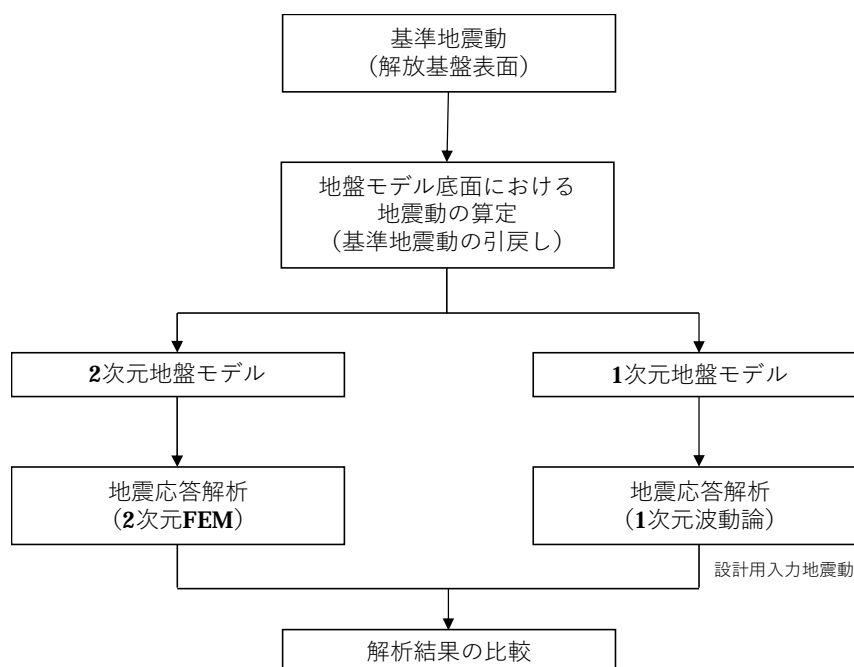 基準地震動
（解放基盤表面）
地盤モデル底面における
地震動の算定
（基準地震動の引戻し）
2次元地盤モデル
1次元地盤モデル
地震応答解析
（2次元FEM）
地震応答解析
（1次元波動論）
設計用入力地震動
解析結果の比較